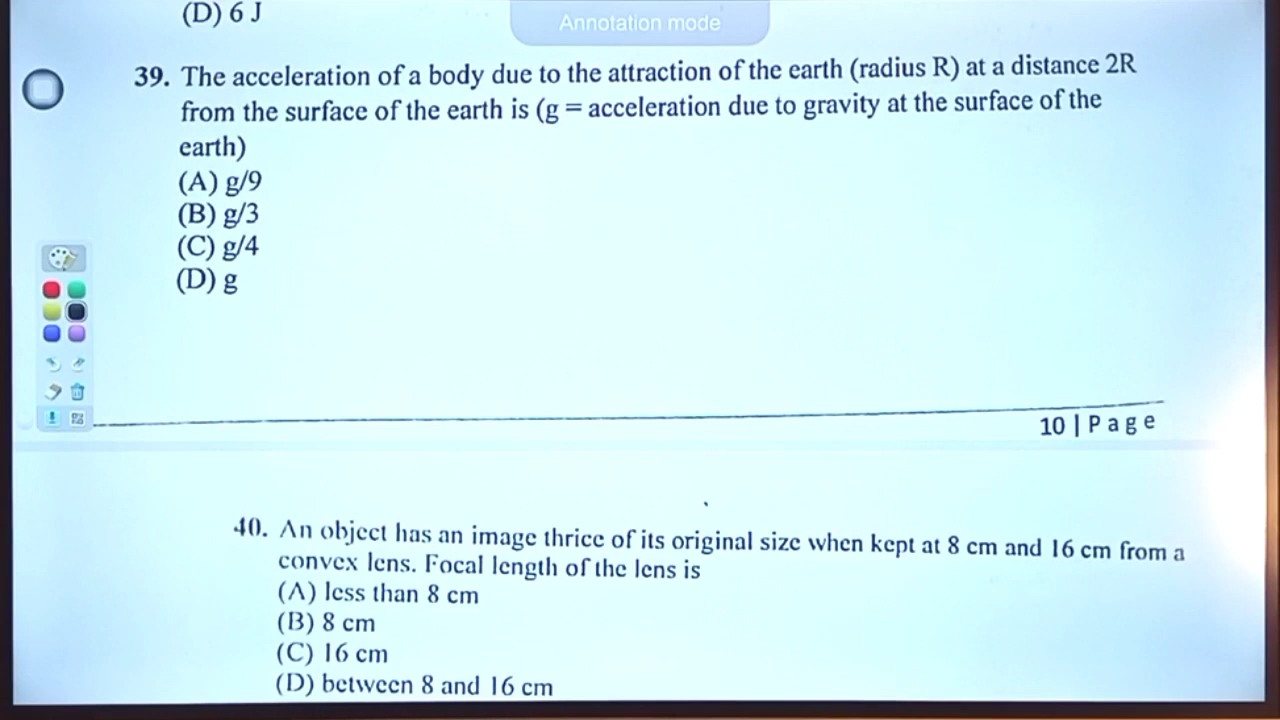 (D) 6 J
Annotation mode
39. The acceleration of a body due to the attraction of the earth (radius R) at a distance 2R
from the surface of the earth is (g = acceleration due to gravity at the surface of the
earth)
(A) g/9
(B) g/3
(C) g/4
(D) g
10 | P a g e
40. An object has an image thrice of its original size when kept at 8 cm and 16 cm from a
convex lens. Focal length of the lens is
(A) less than 8 cm
(B) 8 cm
(C) 16 cm
(D) between 8 and 16 cm